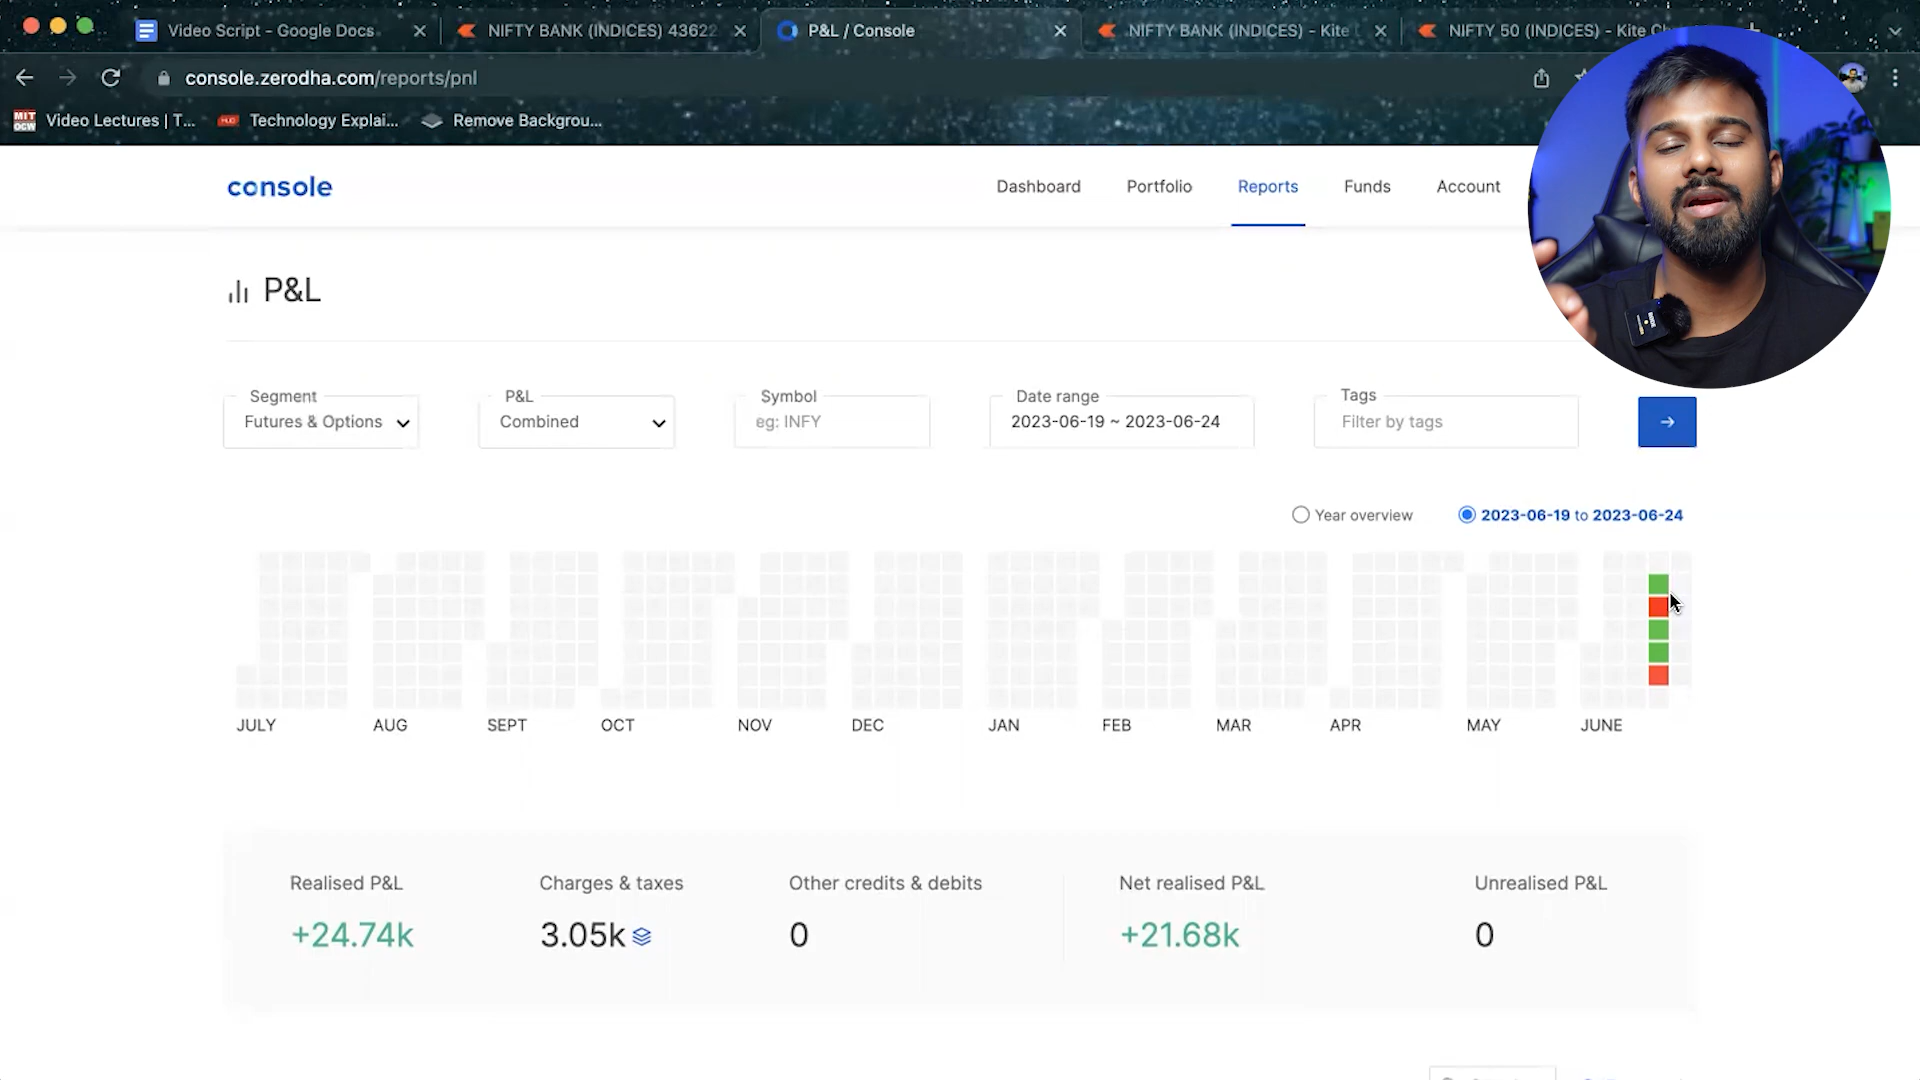 Video Script - Google Docs
NIFTY BANK (INDICES) 43622
P&L / Console
NIFTY BANK (INDICES) - Kite
NIFTY 50 (INDICES) - Kite Ch
console.zerodha.com/reports/pnl
MIT OCW Video Lectures | T...
Technology Explai...
Remove Backgrou...
console
Dashboard
Portfolio
Reports
Funds
Account
P&L
Segment
Futures & Options
P&L
Combined
Symbol
eg: INFY
Date range
2023-06-19 ~ 2023-06-24
Tags
Filter by tags
Year overview
2023-06-19 to 2023-06-24
JULY AUG SEPT OCT NOV DEC JAN FEB MAR APR MAY JUNE
Realised P&L
+24.74k
Charges & taxes
3.05k
Other credits & debits
0
Net realised P&L
+21.68k
Unrealised P&L
0